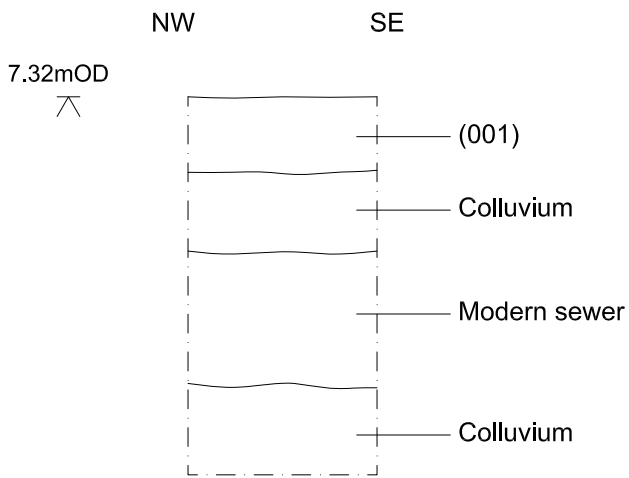 NW SE
7.32mOD
(001)
Colluvium
Modern sewer
Colluvium